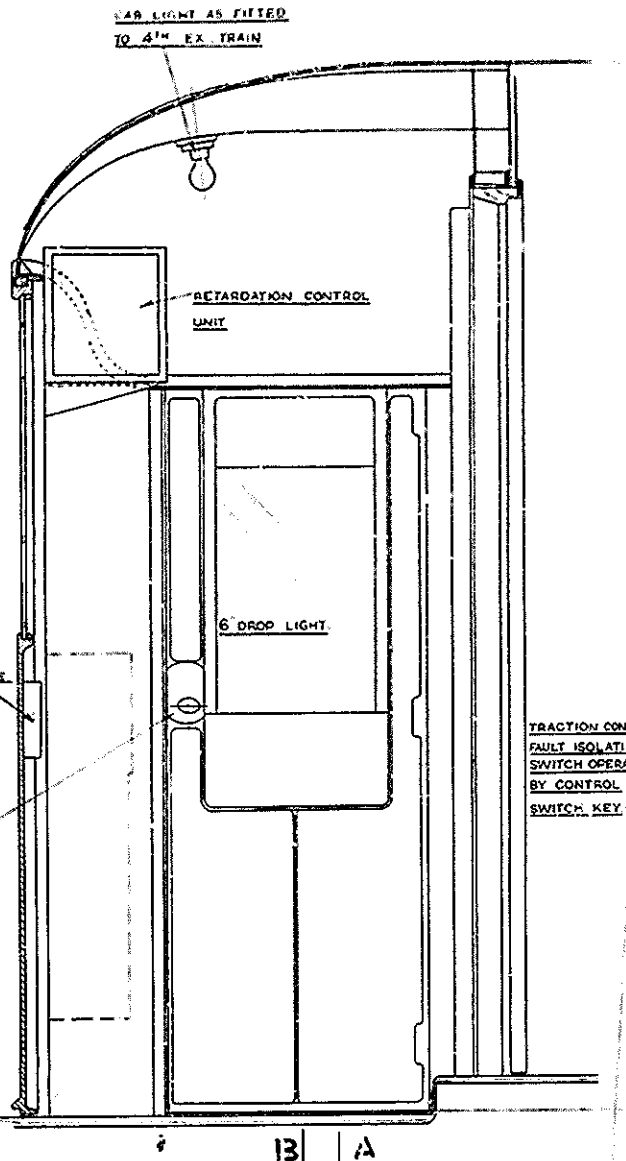 CAB LIGHT AS FITTED
TO 4TH EX. TRAIN
RETARDATION CONTROL
UNIT
6" DROP LIGHT.
TRACTION CON
FAULT ISOLATI
SWITCH OPERA
BY CONTROL
SWITCH KEY
B A